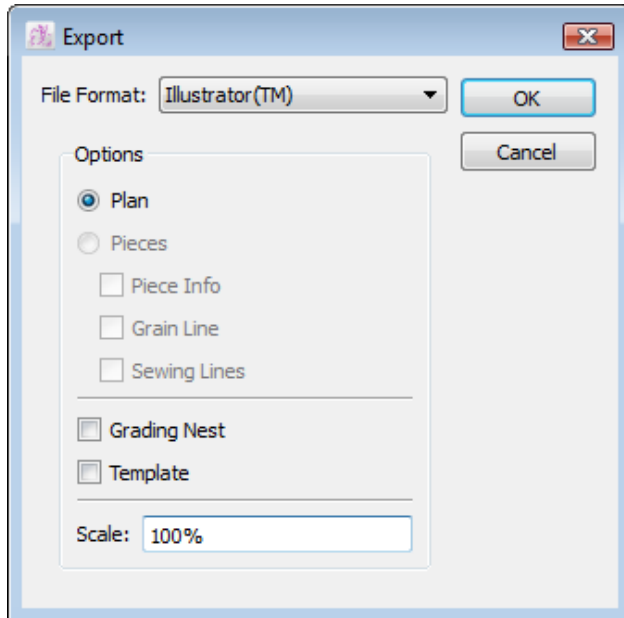 Export
File Format: Illustrator(TM) OK
Cancel
Options
Plan
Pieces
Piece Info
Grain Line
Sewing Lines
Grading Nest
Template
Scale: 100%